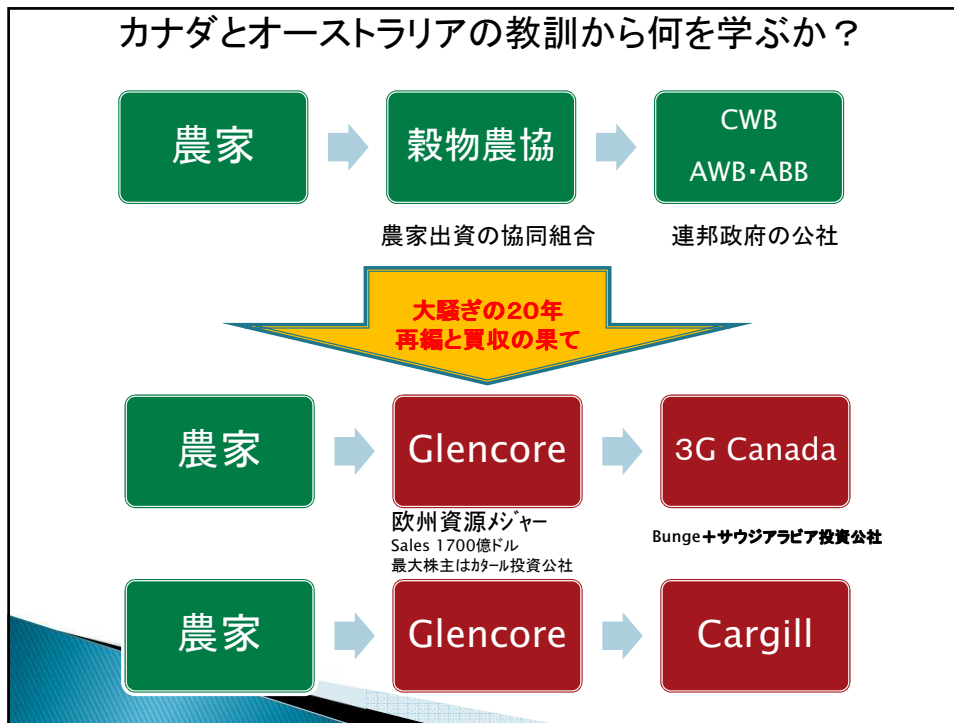 カナダとオーストラリアの教訓から何を学ぶか？
農家
穀物農協
CWB
AWB・ABB
農家出資の協同組合
連邦政府の公社
大騒ぎの２０年
再編と買収の果て
農家
Glencore
3G Canada
欧州資源ﾒｼﾞｬｰ
Sales 1700億ドル
最大株主はｶﾀｰﾙ投資公社
Bunge＋サウジアラビア投資公社
農家
Glencore
Cargill